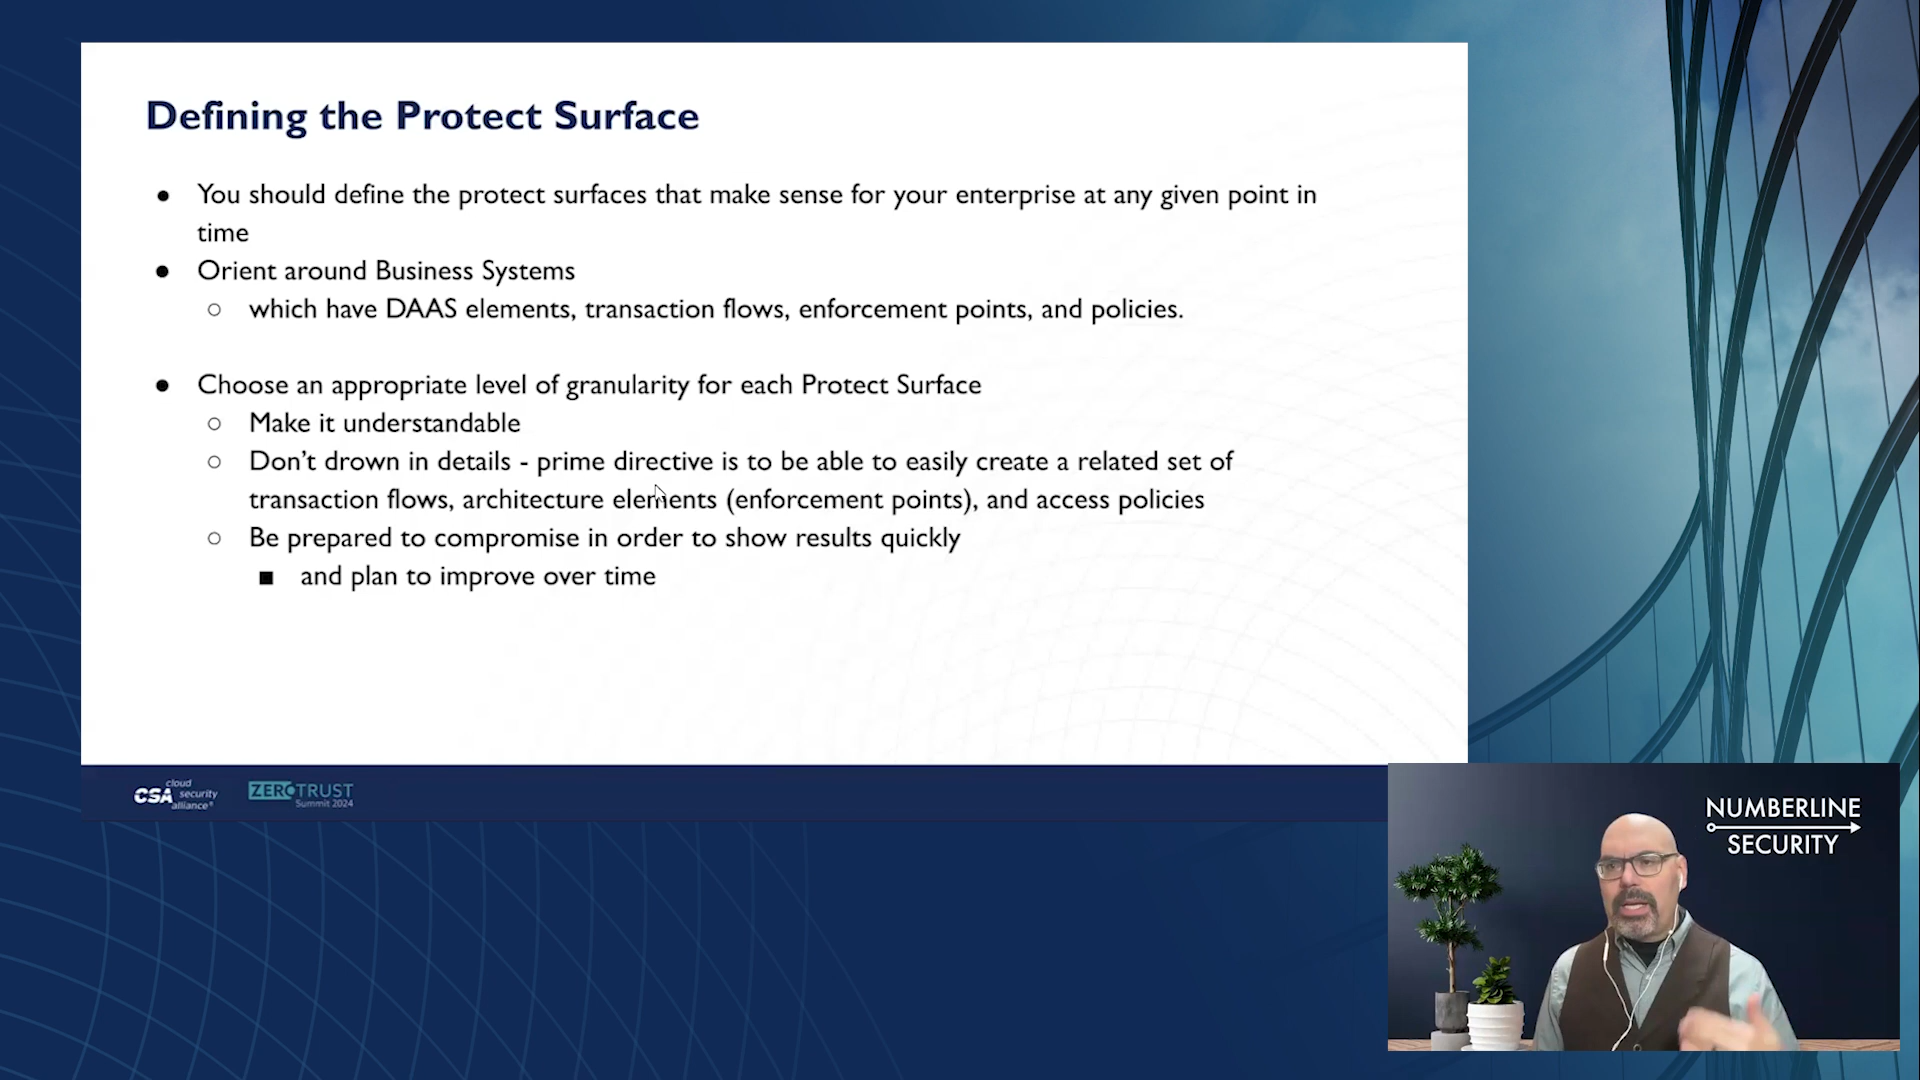 Defining the Protect Surface
● You should define the protect surfaces that make sense for your enterprise at any given point in
time
● Orient around Business Systems
○ which have DAAS elements, transaction flows, enforcement points, and policies.
● Choose an appropriate level of granularity for each Protect Surface
○ Make it understandable
○ Don’t drown in details - prime directive is to be able to easily create a related set of
transaction flows, architecture elements (enforcement points), and access policies
○ Be prepared to compromise in order to show results quickly
■ and plan to improve over time
CSA cloud security alliance®
ZEROTRUST
Summit 2024
NUMBERLINE
SECURITY